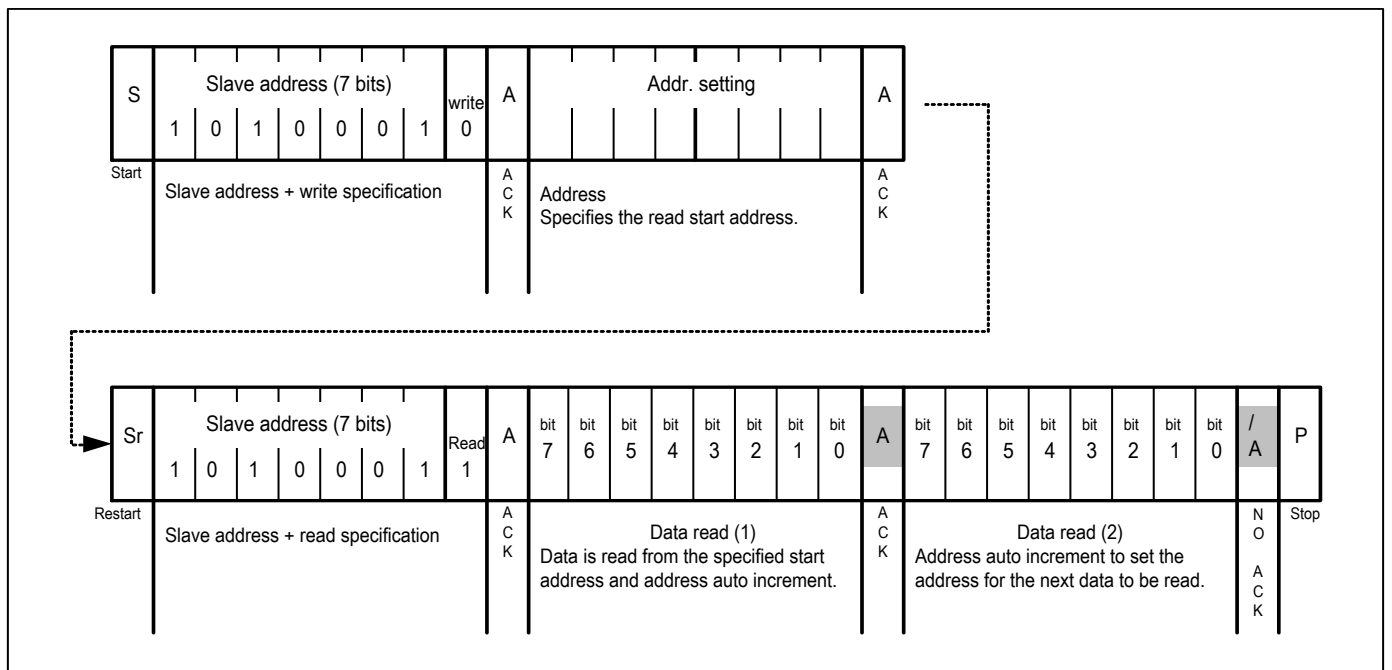 S Slave address (7 bits) write A Addr. setting A
1 0 1 0 0 0 1 0
Start
Slave address + write specification
A
C
K
Address
Specifies the read start address.
A
C
K
Sr Slave address (7 bits) Read A bit bit bit bit bit bit bit bit A bit bit bit bit bit bit bit bit / A P
1 0 1 0 0 0 1 1 7 6 5 4 3 2 1 0 7 6 5 4 3 2 1 0
Restart
Slave address + read specification
A
C
K
Data read (1)
Data is read from the specified start
address and address auto increment.
A
C
K
Data read (2)
Address auto increment to set the
address for the next data to be read.
N
O
A
C
K
Stop